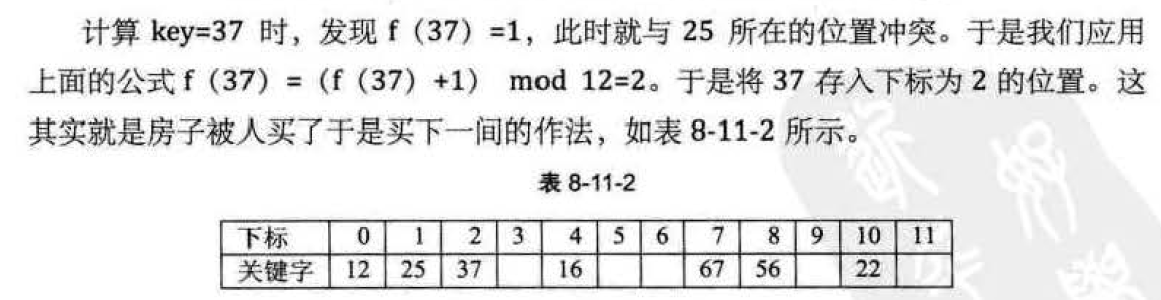 计算 key=37 时，发现 f（37）=1，此时就与 25 所在的位置冲突。于是我们应用
上面的公式 f（37）=（f（37）+1） mod 12=2。于是将 37 存入下标为 2 的位置。这
其实就是房子被人买了于是买下一间的作法，如表 8-11-2 所示。
表 8-11-2
下标 0 1 2 3 4 5 6 7 8 9 10 11
关键字 12 25 37 16 67 56 22